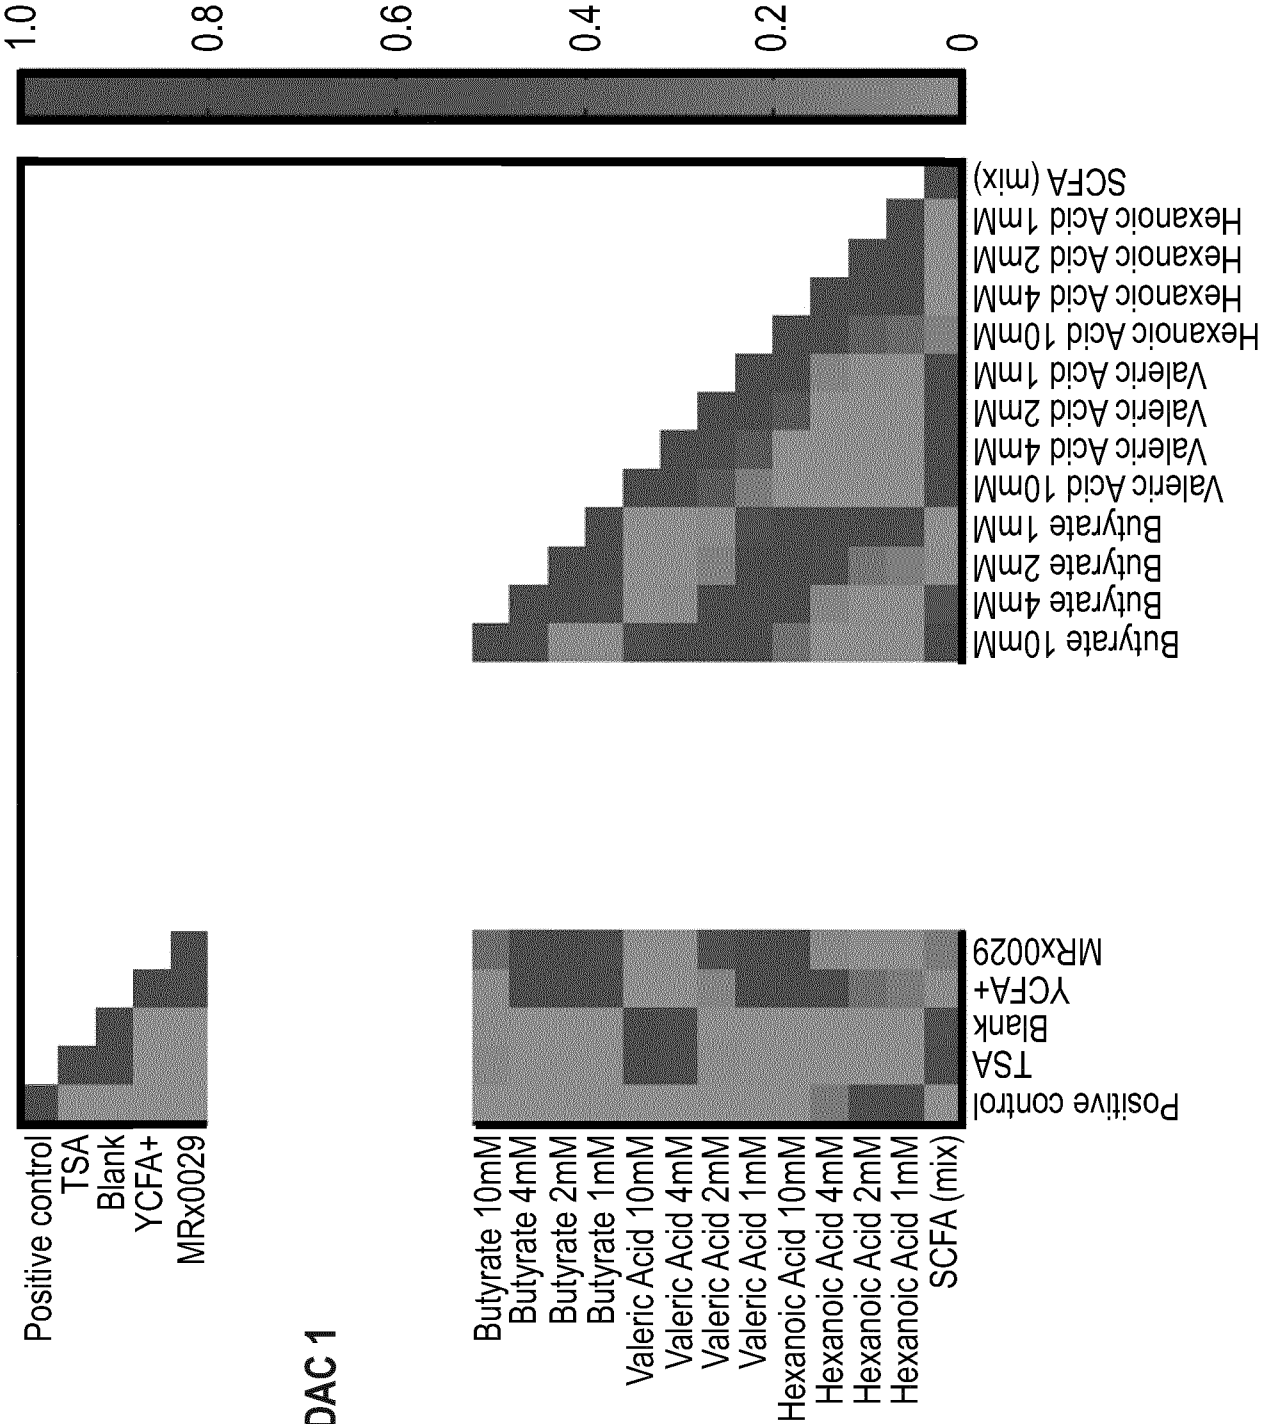 1.0
0.8
0.6
0.4
0.2
0
SCFA (mix)
Hexanoic Acid 1mM
Hexanoic Acid 2mM
Hexanoic Acid 4mM
Hexanoic Acid 10mM
Valeric Acid 1mM
Valeric Acid 2mM
Valeric Acid 4mM
Valeric Acid 10mM
Butyrate 1mM
Butyrate 2mM
Butyrate 4mM
Butyrate 10mM
MRx0029
YCFA+
Blank
TSA
Positive control
Positive control
TSA
Blank
YCFA+
MRx0029
Butyrate 10mM
Butyrate 4mM
Butyrate 2mM
Butyrate 1mM
Valeric Acid 10mM
Valeric Acid 4mM
Valeric Acid 2mM
Valeric Acid 1mM
Hexanoic Acid 10mM
Hexanoic Acid 4mM
Hexanoic Acid 2mM
Hexanoic Acid 1mM
SCFA (mix)
DAC 1